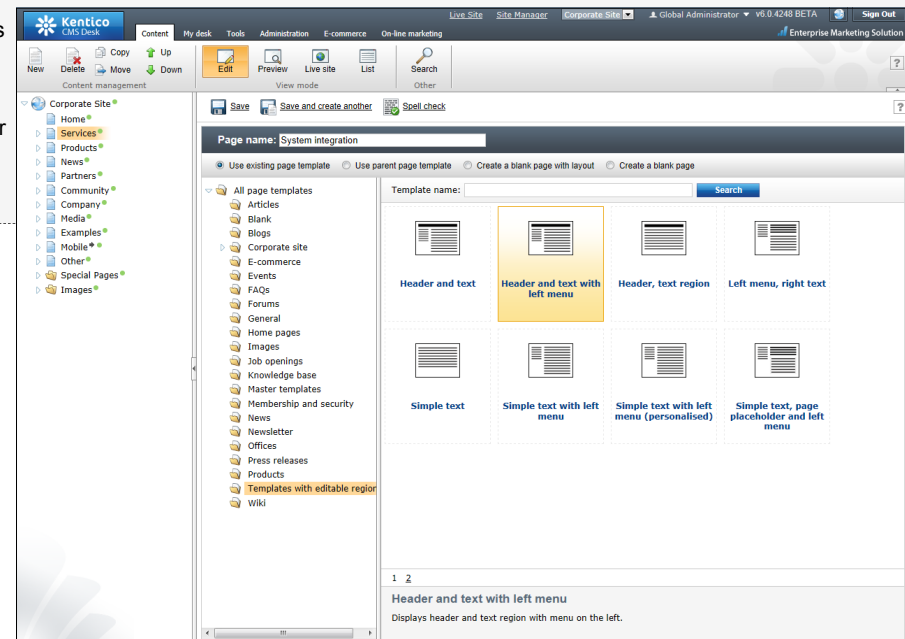 s
r
Kentico
CMS Desk
Live Site Site Manager Corporate Site Global Administrator v6.0.4248 BETA Sign Out
Content My desk Tools Administration E-commerce On-line marketing
Enterprise Marketing Solution
New Delete Copy Move Up Down
Content management
Edit Preview Live site List
View mode
Search
Other
?
Corporate Site
Home
Services
Products
News
Partners
Community
Company
Media
Examples
Mobile
Other
Special Pages
Images
Save Save and create another Spell check
?
Page name: System integration
Use existing page template Use parent page template Create a blank page with layout Create a blank page
All page templates
Articles
Blank
Blogs
Corporate site
E-commerce
Events
FAQs
Forums
General
Home pages
Images
Job openings
Knowledge base
Master templates
Membership and security
News
Newsletter
Offices
Press releases
Products
Templates with editable region
Wiki
Template name: Search
Header and text
Header and text with
left menu
Header, text region
Left menu, right text
Simple text
Simple text with left
menu
Simple text with left
menu (personalised)
Simple text, page
placeholder and left
menu
1 2
Header and text with left menu
Displays header and text region with menu on the left.